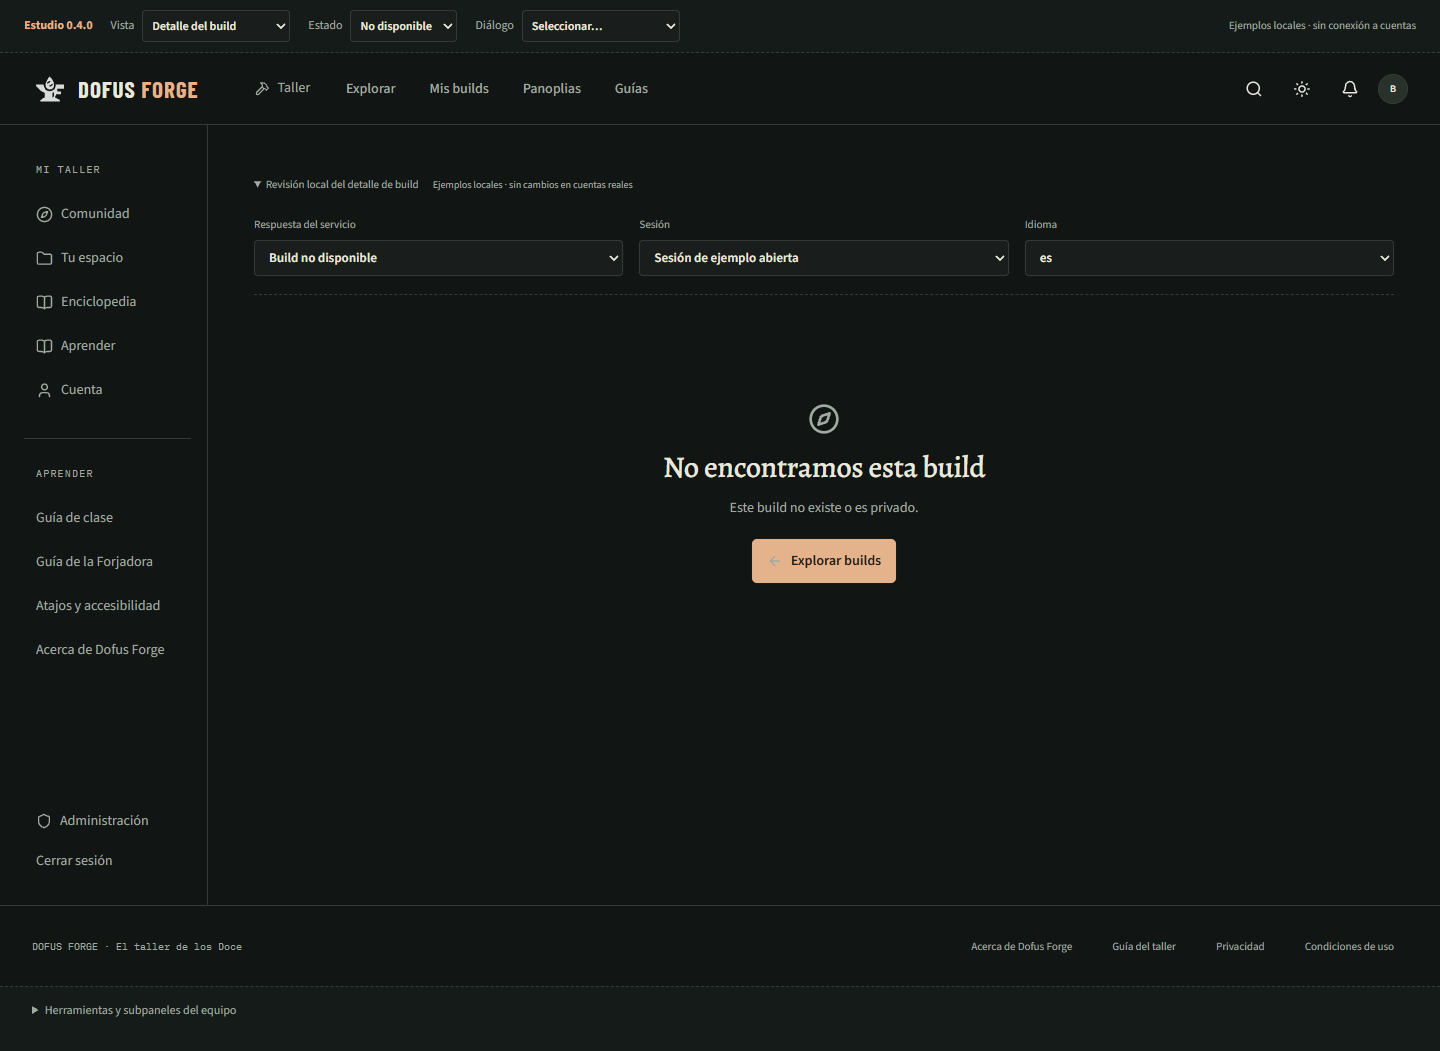 Estudio 0.4.0 Vista Detalle del build Estado No disponible Diálogo Seleccionar... Ejemplos locales · sin conexión a cuentas
DOFUS FORGE Taller Explorar Mis builds Panoplias Guías B
MI TALLER
Comunidad
Tu espacio
Enciclopedia
Aprender
Cuenta
APRENDER
Guía de clase
Guía de la Forjadora
Atajos y accesibilidad
Acerca de Dofus Forge
Administración
Cerrar sesión
Revisión local del detalle de build Ejemplos locales · sin cambios en cuentas reales
Respuesta del servicio Sesión Idioma
Build no disponible Sesión de ejemplo abierta es
No encontramos esta build
Este build no existe o es privado.
Explorar builds
DOFUS FORGE · El taller de los Doce Acerca de Dofus Forge Guía del taller Privacidad Condiciones de uso
Herramientas y subpaneles del equipo